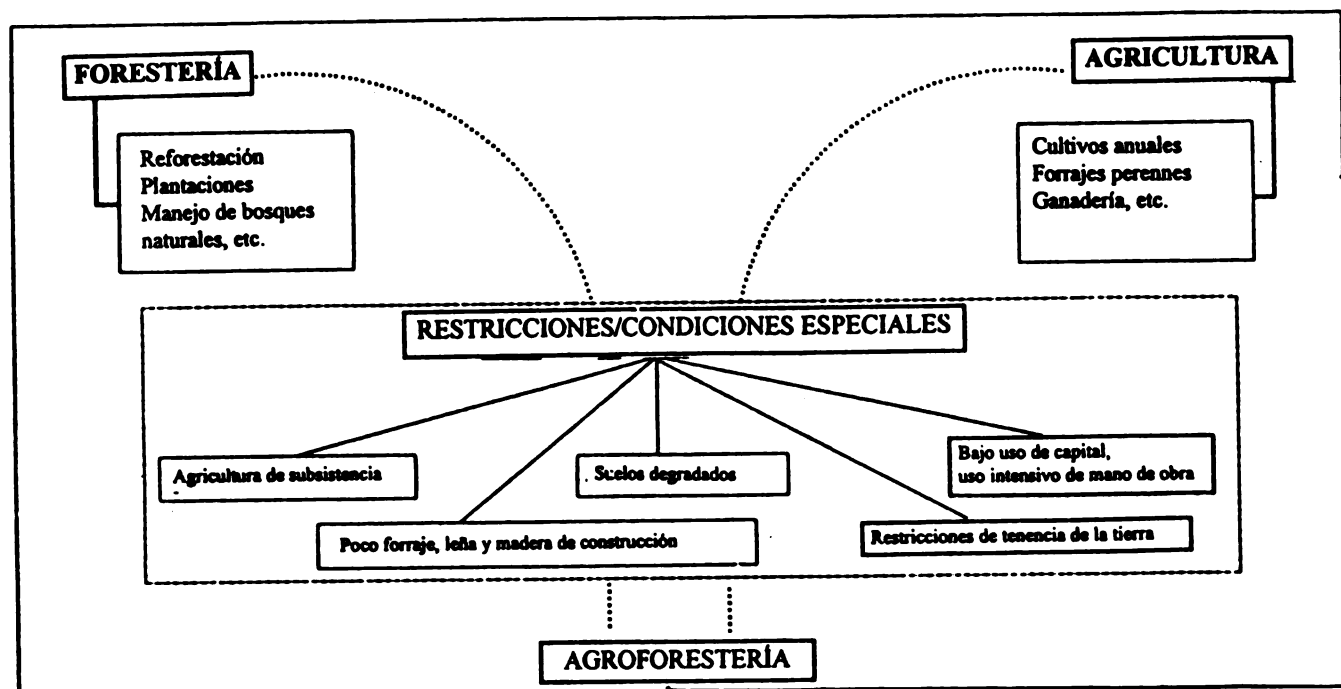 FORESTERÍA
AGRICULTURA
Reforestación
Plantaciones
Manejo de bosques
naturales, etc.
Cultivos anuales
Forrajes perennes
Ganadería, etc.
RESTRICCIONES/CONDICIONES ESPECIALES
Agricultura de subsistencia
Suelos degradados
Bajo uso de capital,
uso intensivo de mano de obra
Poco forraje, leña y madera de construcción
Restricciones de tenencia de la tierra
AGROFORESTERÍA